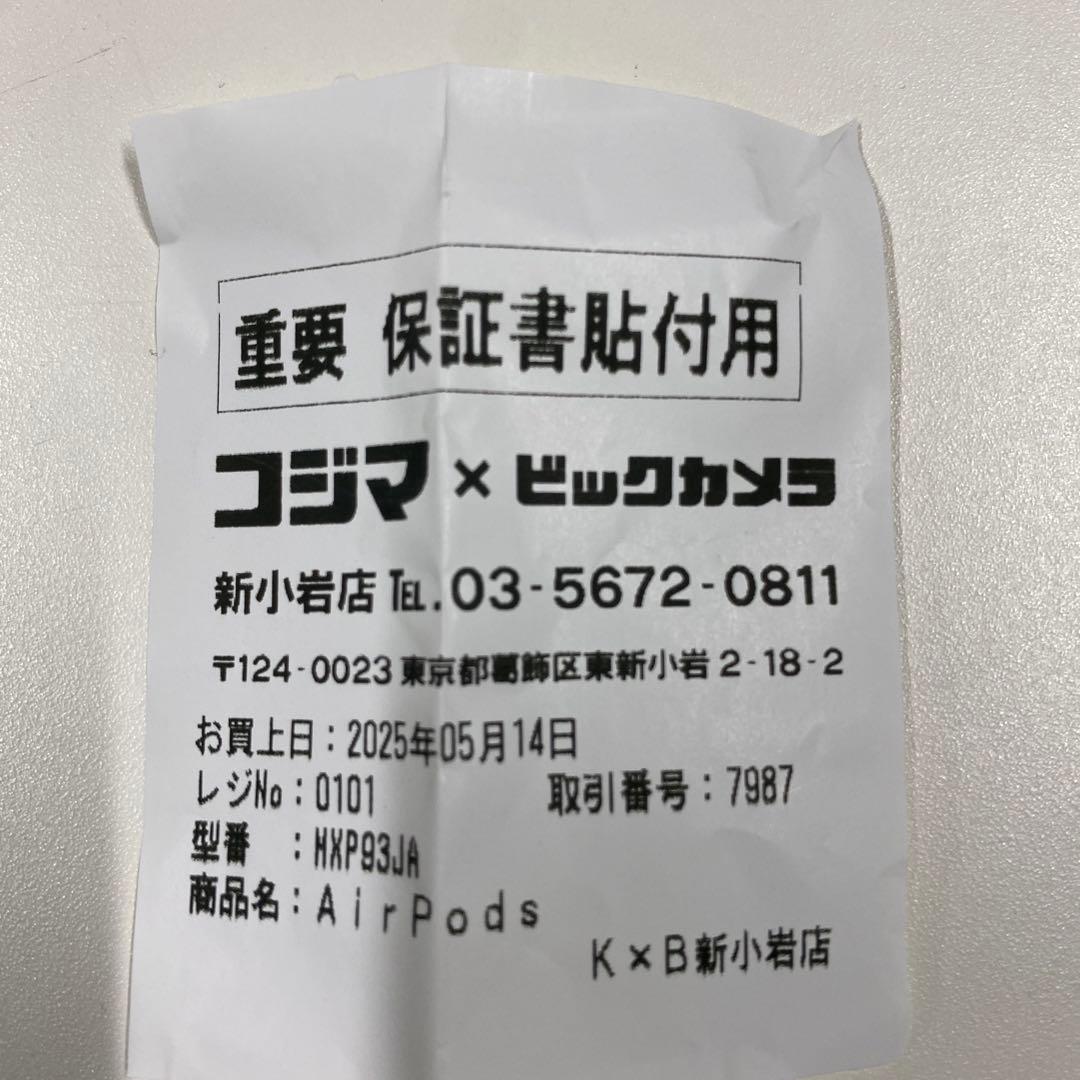 重要 保証書貼付用
コジマ×ビックカメラ
新小岩店 TEL.03-5672-0811
〒124-0023 東京都葛飾区東新小岩2-18-2
お買上日：2025年05月14日
レジNo：0101 取引番号：7987
型番 ：MXP93JA
商品名：AirPods
K×B新小岩店